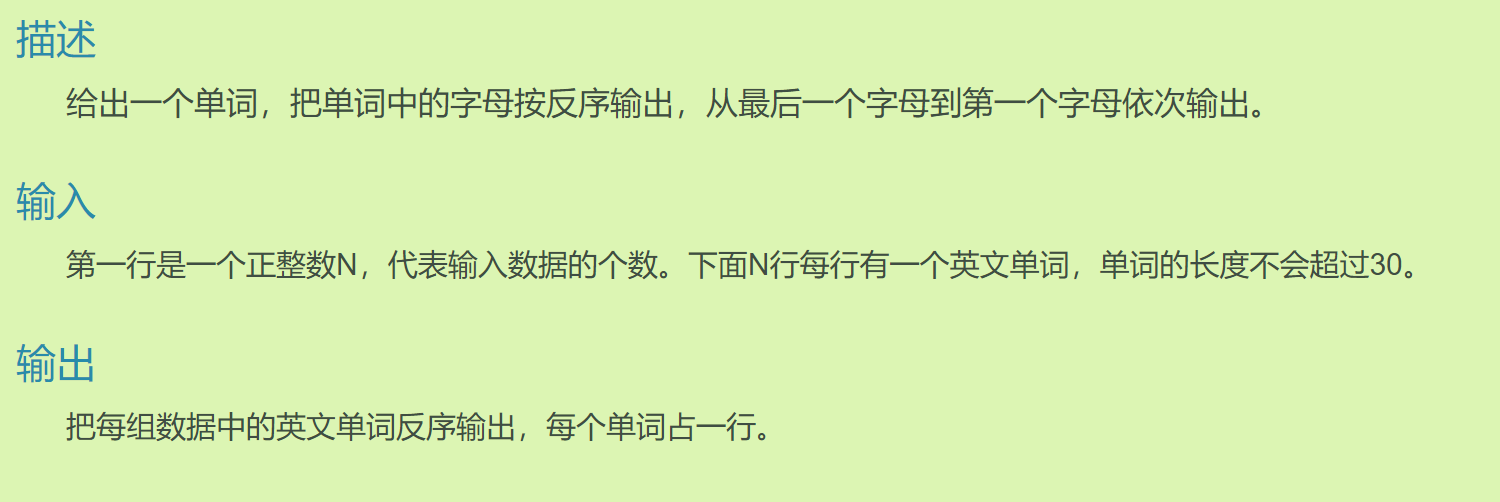 描述
给出一个单词，把单词中的字母按反序输出，从最后一个字母到第一个字母依次输出。
输入
第一行是一个正整数N，代表输入数据的个数。下面N行每行有一个英文单词，单词的长度不会超过30。
输出
把每组数据中的英文单词反序输出，每个单词占一行。